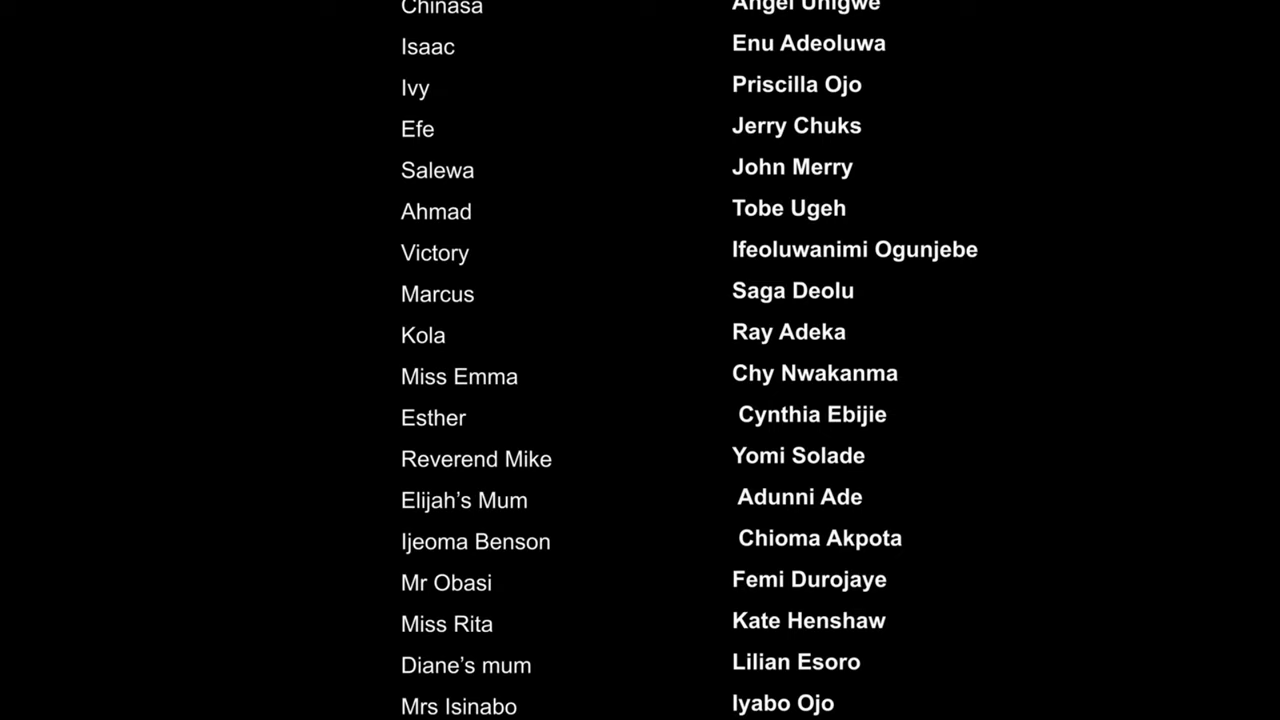 Chinasa Angel Unigwe
Isaac Enu Adeoluwa
Ivy Priscilla Ojo
Efe Jerry Chuks
Salewa John Merry
Ahmad Tobe Ugeh
Victory Ifeoluwanimi Ogunjebe
Marcus Saga Deolu
Kola Ray Adeka
Miss Emma Chy Nwakanma
Esther Cynthia Ebijie
Reverend Mike Yomi Solade
Elijah’s Mum Adunni Ade
Ijeoma Benson Chioma Akpota
Mr Obasi Femi Durojaye
Miss Rita Kate Henshaw
Diane’s mum Lilian Esoro
Mrs Isinabo Iyabo Ojo